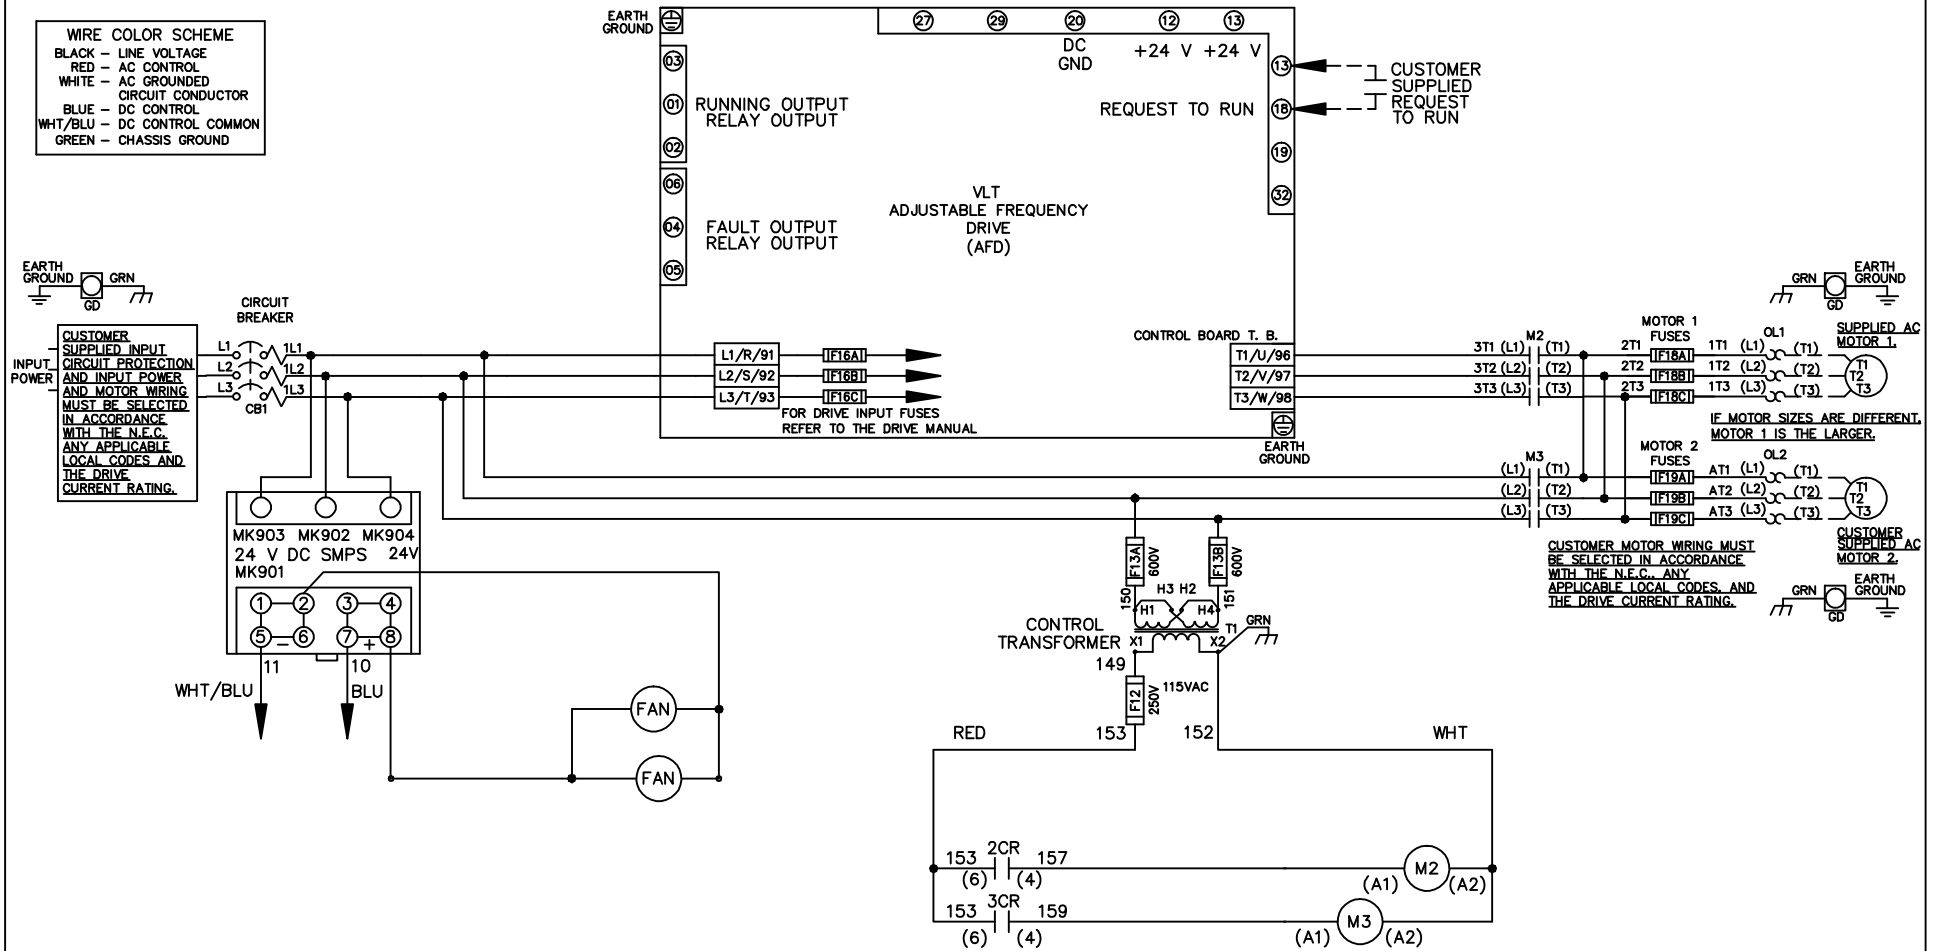 WIRE COLOR SCHEME
BLACK – LINE VOLTAGE
RED – AC CONTROL
WHITE – AC GROUNDED
CIRCUIT CONDUCTOR
BLUE – DC CONTROL
WHT/BLU – DC CONTROL COMMON
GREEN – CHASSIS GROUND
EARTH
GROUND
27
29
20
12
13
DC
GND
+24 V
+24 V
03
01
02
RUNNING OUTPUT
RELAY OUTPUT
06
04
05
FAULT OUTPUT
RELAY OUTPUT
VLT
ADJUSTABLE FREQUENCY
DRIVE
(AFD)
REQUEST TO RUN
13
18
19
32
CUSTOMER
SUPPLIED
REQUEST
TO RUN
EARTH
GROUND
GRN
GD
INPUT
POWER
CUSTOMER
SUPPLIED INPUT
CIRCUIT PROTECTION
AND INPUT POWER
AND MOTOR WIRING
MUST BE SELECTED
IN ACCORDANCE
WITH THE N.E.C.
ANY APPLICABLE
LOCAL CODES AND
THE DRIVE
CURRENT RATING.
CIRCUIT
BREAKER
L1
L2
L3
1L1
1L2
1L3
CB1
L1/R/91
L2/S/92
L3/T/93
F16A
F16B
F16C
FOR DRIVE INPUT FUSES
REFER TO THE DRIVE MANUAL
CONTROL BOARD T. B.
T1/U/96
T2/V/97
T3/W/98
EARTH
GROUND
M2
3T1 (L1) (T1)
3T2 (L2) (T2)
3T3 (L3) (T3)
MOTOR 1
FUSES
2T1 F18A 1T1 (L1) (T1)
2T2 F18B 1T2 (L2) (T2)
2T3 F18C 1T3 (L3) (T3)
OL1
GRN
GD
EARTH
GROUND
SUPPLIED AC
MOTOR 1.
T1
T2
T3
IF MOTOR SIZES ARE DIFFERENT,
MOTOR 1 IS THE LARGER.
M3
(L1) (T1)
(L2) (T2)
(L3) (T3)
MOTOR 2
FUSES
F19A AT1 (L1) (T1)
F19B AT2 (L2) (T2)
F19C AT3 (L3) (T3)
OL2
T1
T2
T3
CUSTOMER
SUPPLIED AC
MOTOR 2.
CUSTOMER MOTOR WIRING MUST
BE SELECTED IN ACCORDANCE
WITH THE N.E.C., ANY
APPLICABLE LOCAL CODES, AND
THE DRIVE CURRENT RATING.
GRN
GD
EARTH
GROUND
MK903 MK902 MK904
24 V DC SMPS 24V
MK901
1 2 3 4
5 6 7 8
– +
11
10
WHT/BLU
BLU
FAN
FAN
F13A
600V
F13B
600V
150
151
H3 H2
H1 H4
CONTROL
TRANSFORMER
X1
X2
T1
GRN
149
F12
250V
115VAC
153
152
RED
WHT
153 2CR 157
(6) (4)
M2
(A1) (A2)
153 3CR 159
(6) (4)
M3
(A1) (A2)